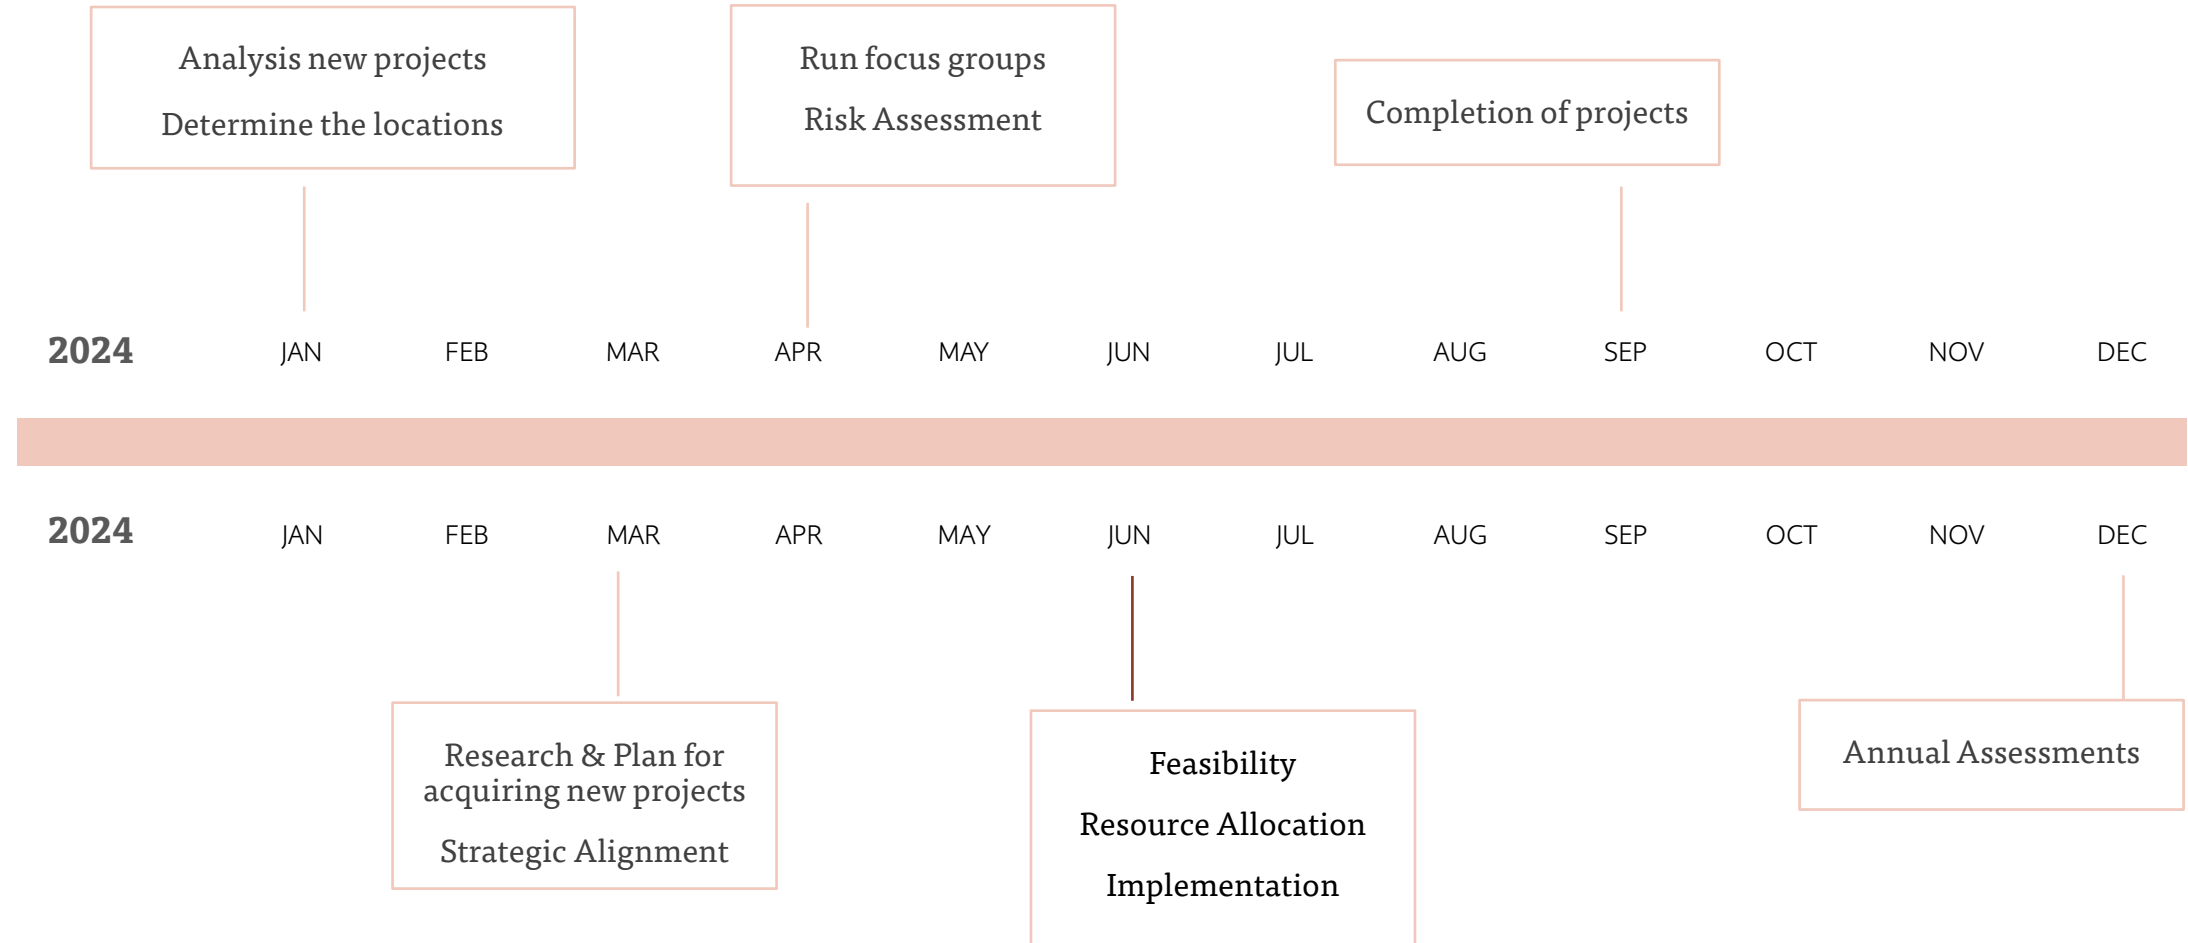 Analysis new projects
Determine the locations
Run focus groups
Risk Assessment
Completion of projects
2024 JAN FEB MAR APR MAY JUN JUL AUG SEP OCT NOV DEC
2024 JAN FEB MAR APR MAY JUN JUL AUG SEP OCT NOV DEC
Research & Plan for
acquiring new projects
Strategic Alignment
Feasibility
Resource Allocation
Implementation
Annual Assessments